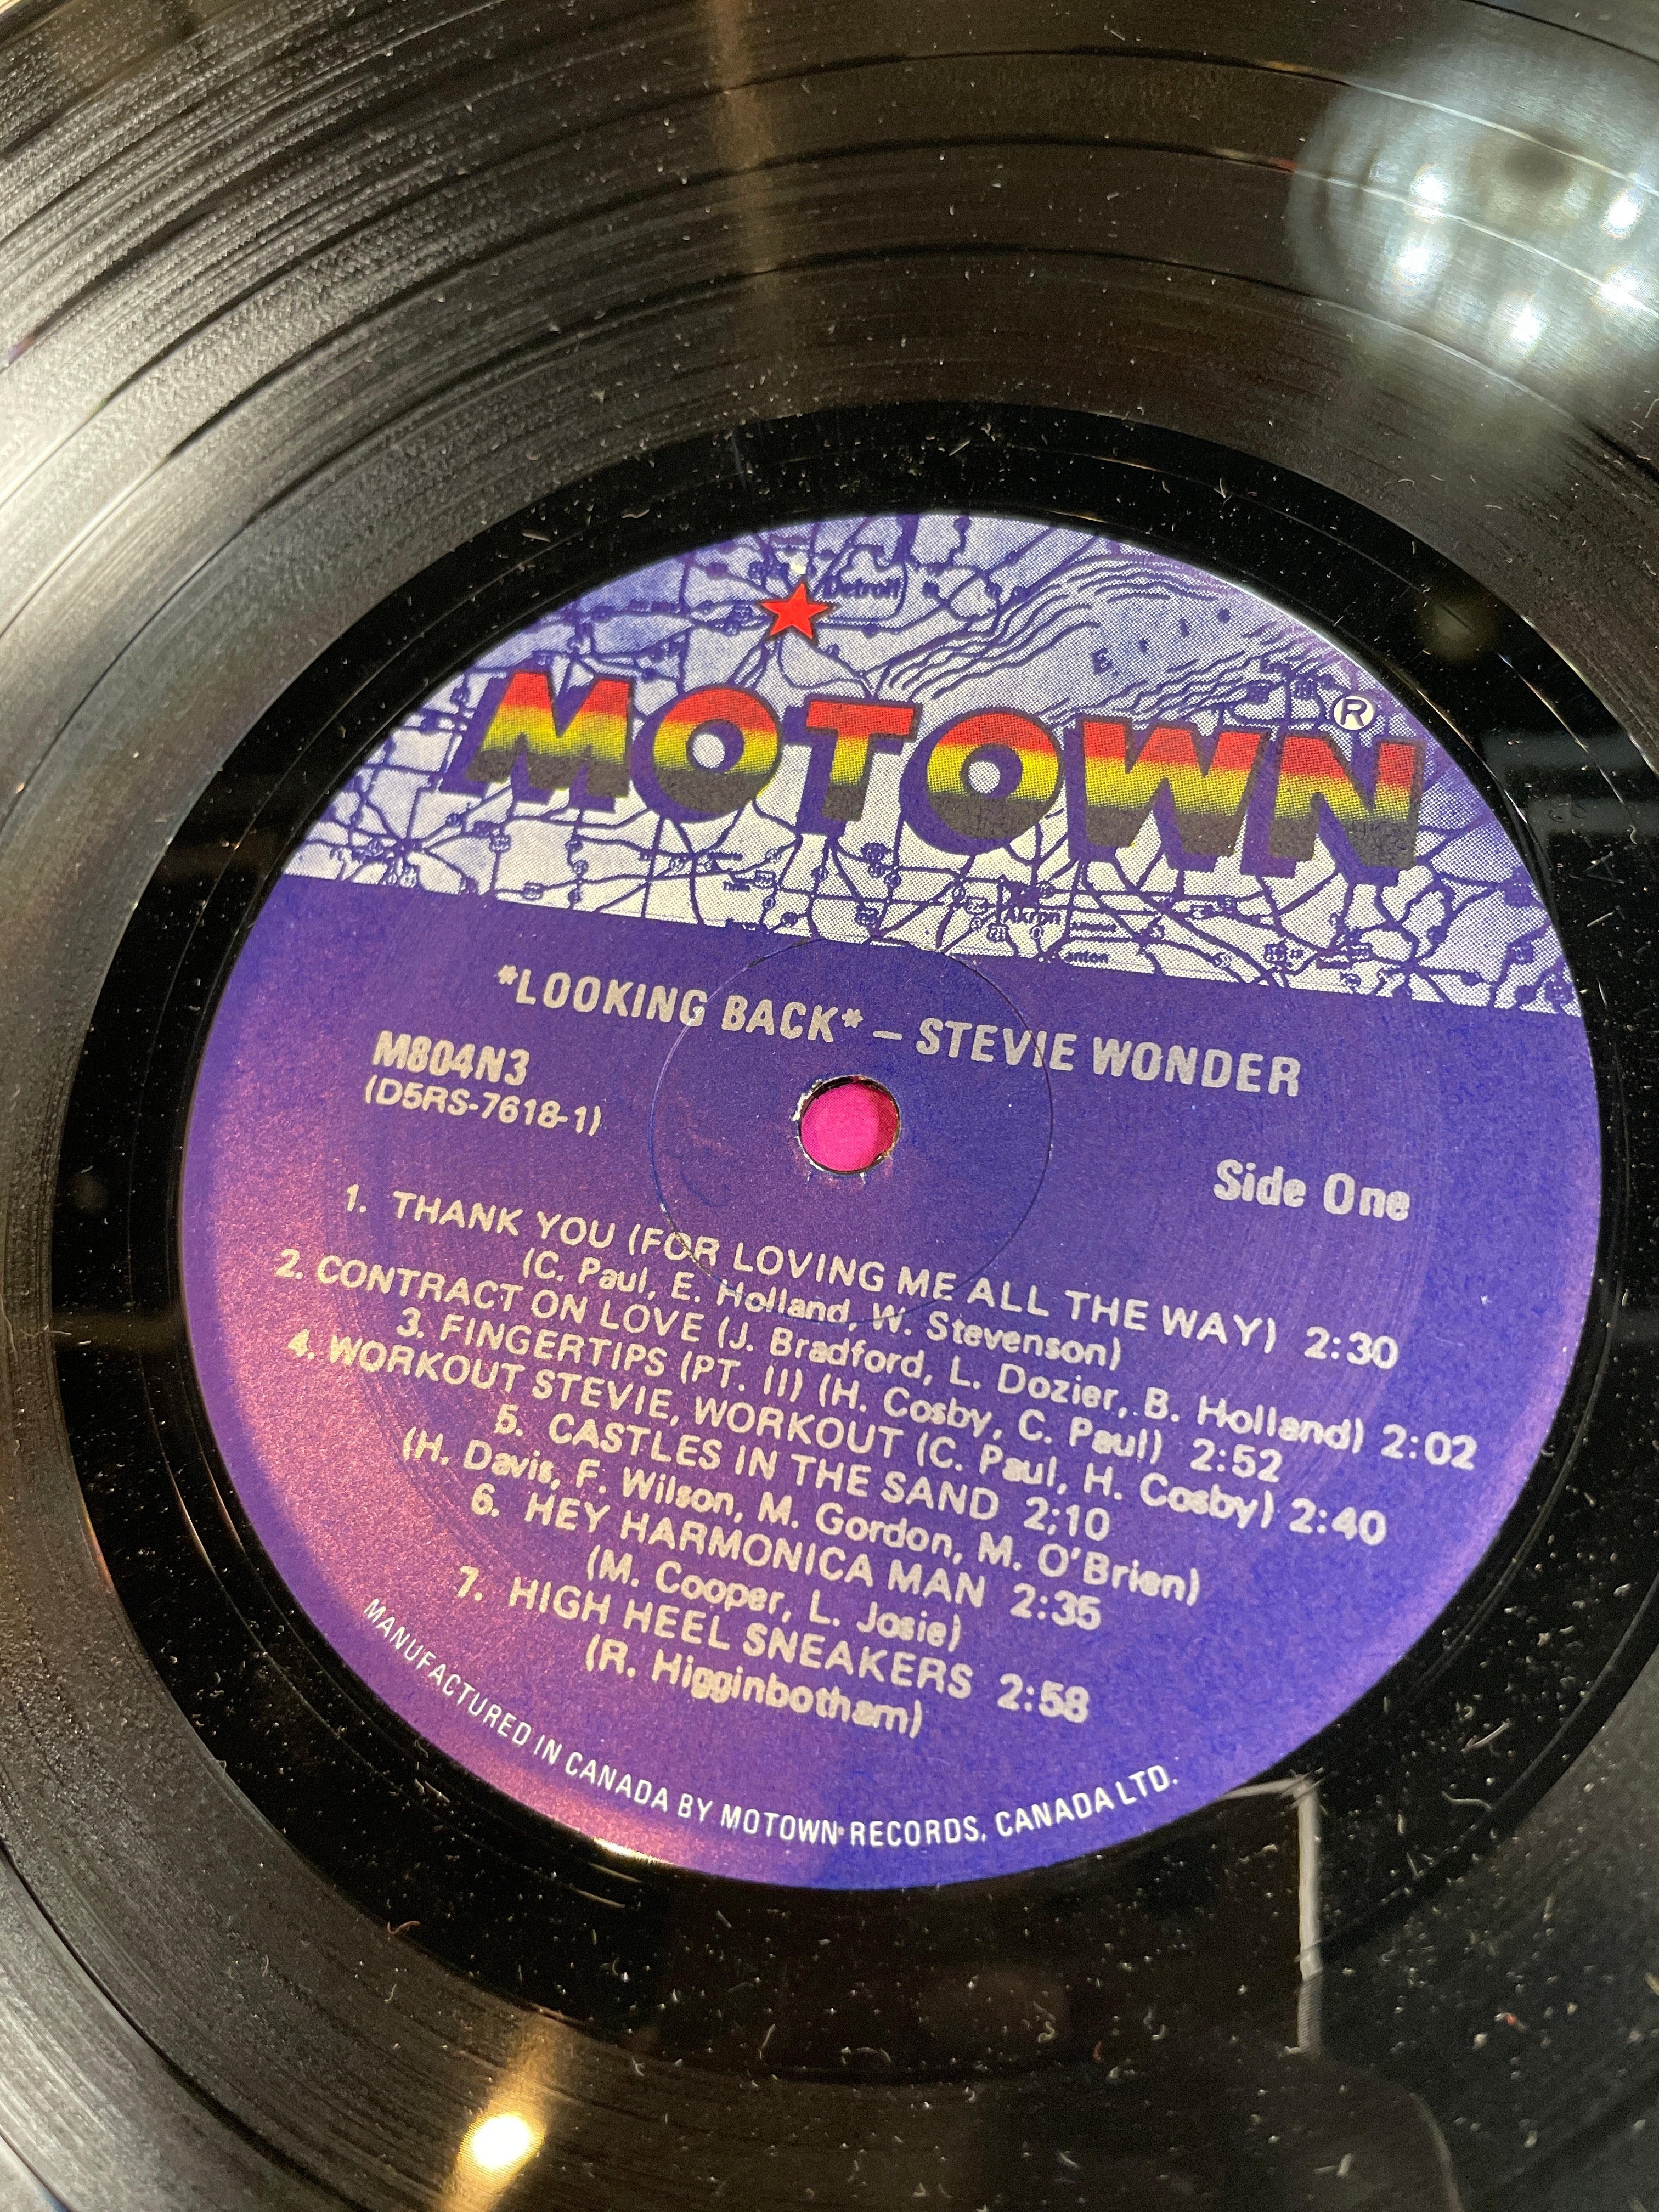 Detroit
E r i e
MOTOWN®
Akron
*LOOKING BACK* – STEVIE WONDER
M804N3
(D5RS-7618-1)
Side One
1. THANK YOU (FOR LOVING ME ALL THE WAY) 2:30
(C. Paul, E. Holland, W. Stevenson)
2. CONTRACT ON LOVE (J. Bradford, L. Dozier, B. Holland) 2:02
3. FINGERTIPS (PT. II) (H. Cosby, C. Paul) 2:52
4. WORKOUT STEVIE, WORKOUT (C. Paul, H. Cosby) 2:40
5. CASTLES IN THE SAND 2;10
(H. Davis, F. Wilson, M. Gordon, M. O'Brien)
6. HEY HARMONICA MAN 2:35
(M. Cooper, L. Josie)
7. HIGH HEEL SNEAKERS 2:58
(R. Higginbotham)
MANUFACTURED IN CANADA BY MOTOWN® RECORDS, CANADA LTD.